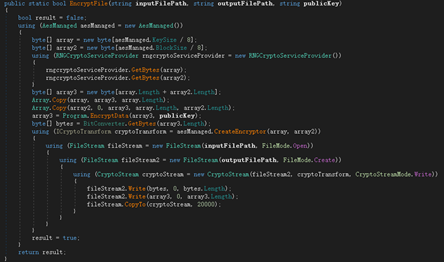 public static bool EncryptFile(string inputFilePath, string outputFilePath, string publicKey)
{
bool result = false;
using (AesManaged aesManaged = new AesManaged())
{
byte[] array = new byte[aesManaged.KeySize / 8];
byte[] array2 = new byte[aesManaged.BlockSize / 8];
using (RNGCryptoServiceProvider rngcryptoServiceProvider = new RNGCryptoServiceProvider())
{
rngcryptoServiceProvider.GetBytes(array);
rngcryptoServiceProvider.GetBytes(array2);
}
byte[] array3 = new byte[array.Length + array2.Length];
Array.Copy(array, array3, array.Length);
Array.Copy(array2, 0, array3, array.Length, array2.Length);
array3 = Program.EncryptData(array3, publicKey);
byte[] bytes = BitConverter.GetBytes(array3.Length);
using (ICryptoTransform cryptoTransform = aesManaged.CreateEncryptor(array, array2))
{
using (FileStream fileStream = new FileStream(inputFilePath, FileMode.Open))
{
using (FileStream fileStream2 = new FileStream(outputFilePath, FileMode.Create))
{
using (CryptoStream cryptoStream = new CryptoStream(fileStream2, cryptoTransform, CryptoStreamMode.Write))
{
fileStream2.Write(bytes, 0, bytes.Length);
fileStream2.Write(array3, 0, array3.Length);
fileStream.CopyTo(cryptoStream, 20000);
}
}
}
}
result = true;
}
return result;
}